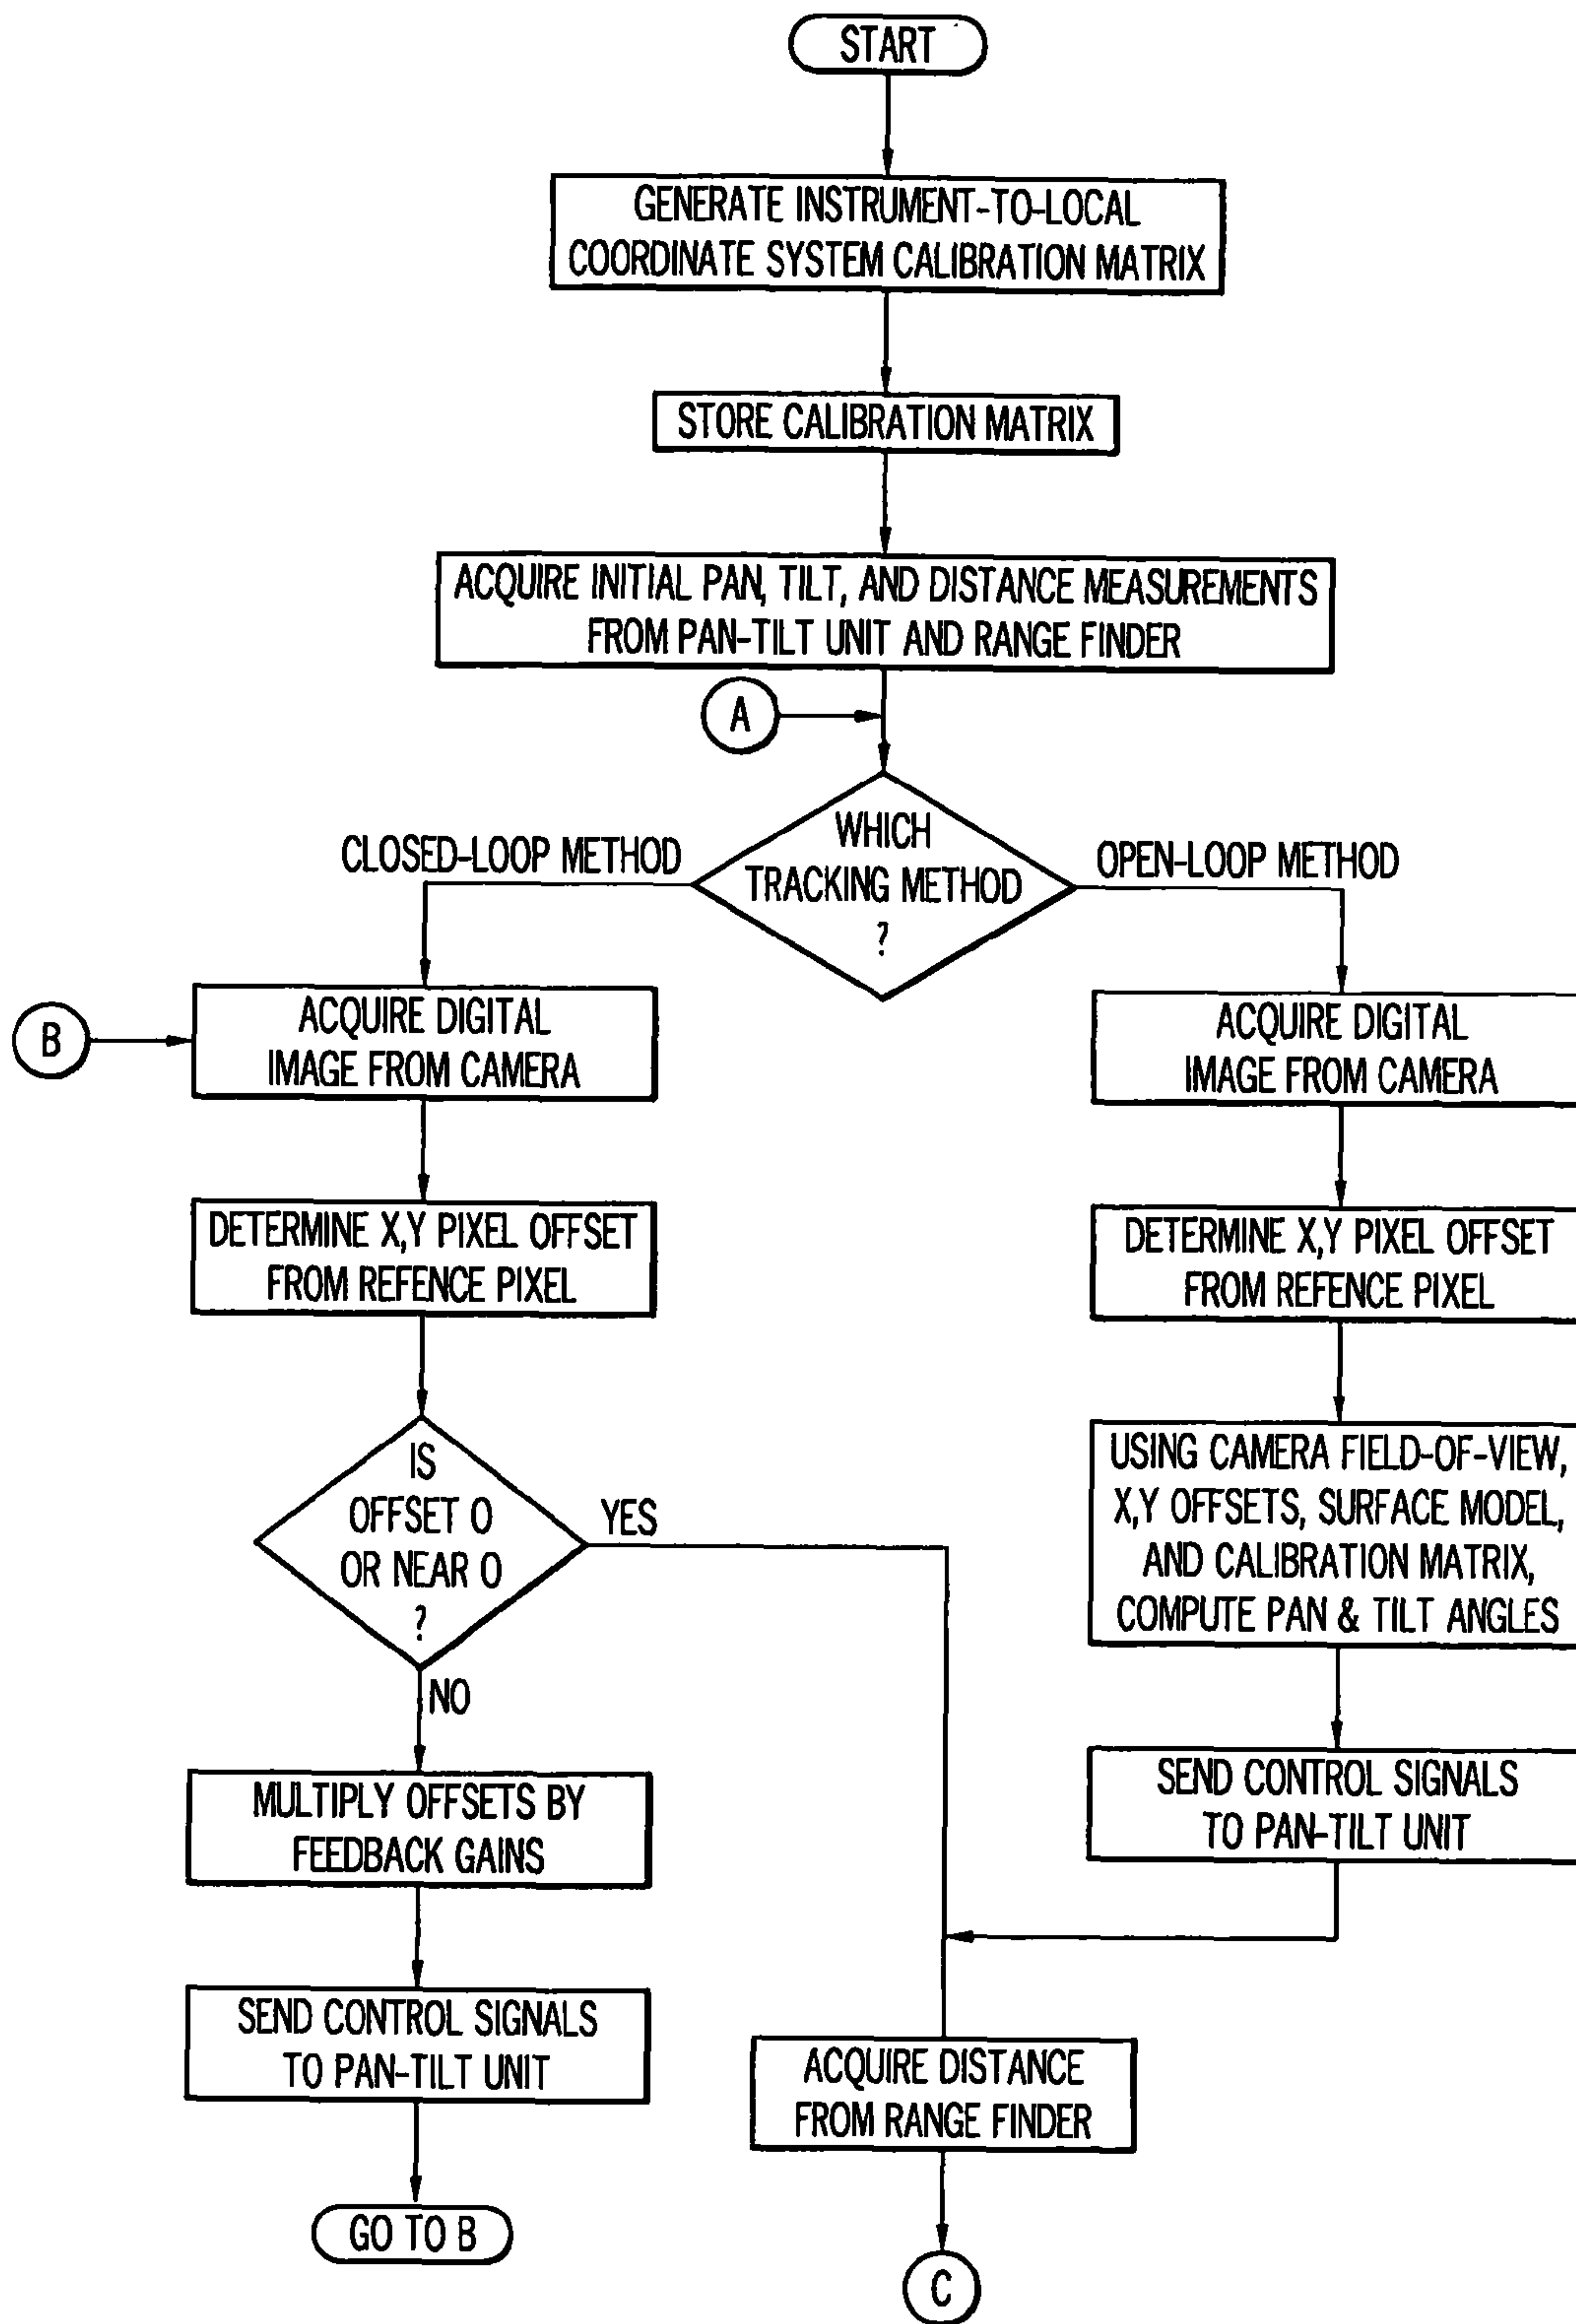 START
GENERATE INSTRUMENT-TO-LOCAL
COORDINATE SYSTEM CALIBRATION MATRIX
STORE CALIBRATION MATRIX
ACQUIRE INITIAL PAN, TILT, AND DISTANCE MEASUREMENTS
FROM PAN-TILT UNIT AND RANGE FINDER
A
WHICH
TRACKING METHOD
?
CLOSED-LOOP METHOD
OPEN-LOOP METHOD
B
ACQUIRE DIGITAL
IMAGE FROM CAMERA
DETERMINE X,Y PIXEL OFFSET
FROM REFENCE PIXEL
IS
OFFSET 0
OR NEAR 0
?
YES
NO
MULTIPLY OFFSETS BY
FEEDBACK GAINS
SEND CONTROL SIGNALS
TO PAN-TILT UNIT
GO TO B
ACQUIRE DIGITAL
IMAGE FROM CAMERA
DETERMINE X,Y PIXEL OFFSET
FROM REFENCE PIXEL
USING CAMERA FIELD-OF-VIEW,
X,Y OFFSETS, SURFACE MODEL,
AND CALIBRATION MATRIX,
COMPUTE PAN & TILT ANGLES
SEND CONTROL SIGNALS
TO PAN-TILT UNIT
ACQUIRE DISTANCE
FROM RANGE FINDER
C